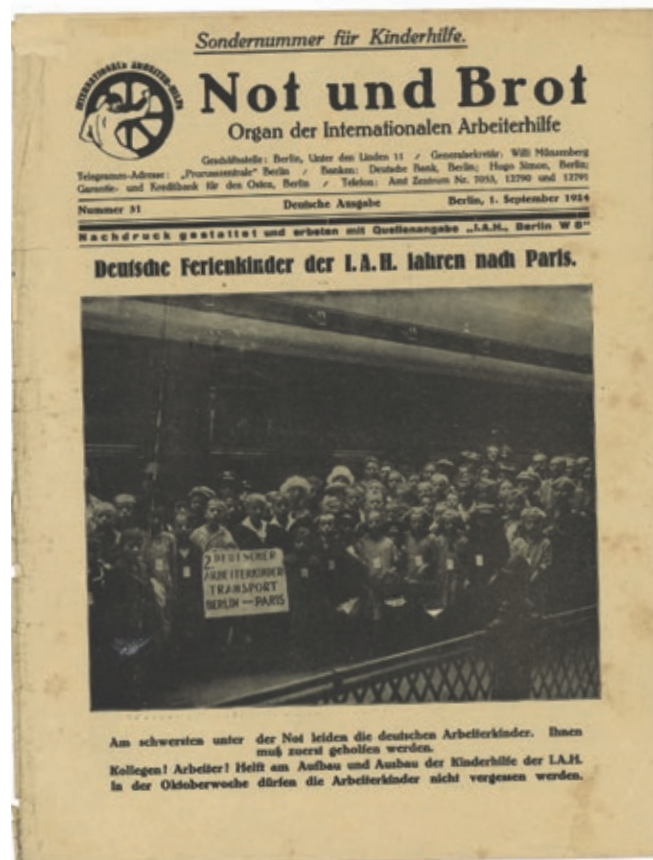 Sondernummer für Kinderhilfe.
INTERNATIONALE ARBEITER-HILFE
Not und Brot
Organ der Internationalen Arbeiterhilfe
Geschäftsstelle: Berlin, Unter den Linden 11 / Generalsekretär: Willi Münzenberg
Telegramm-Adresse: „Prorusszentrale" Berlin / Banken: Deutsche Bank, Berlin; Hugo Simon, Berlin;
Garantie- und Kreditbank für den Osten, Berlin / Telefon: Amt Zentrum Nr. 7053, 12790 und 12791
Nummer 31 Deutsche Ausgabe Berlin, 1. September 1924
Nachdruck gestattet und erbeten mit Quellenangabe „I.A.H., Berlin W 8"
Deutsche Ferienkinder der I.A.H. fahren nach Paris.
2. DEUTSCHER
ARBEITERKINDER
TRANSPORT
BERLIN — PARIS
Am schwersten unter der Not leiden die deutschen Arbeiterkinder. Ihnen
muß zuerst geholfen werden.
Kollegen! Arbeiter! Helft am Aufbau und Ausbau der Kinderhilfe der I.A.H.
In der Oktoberwoche dürfen die Arbeiterkinder nicht vergessen werden.